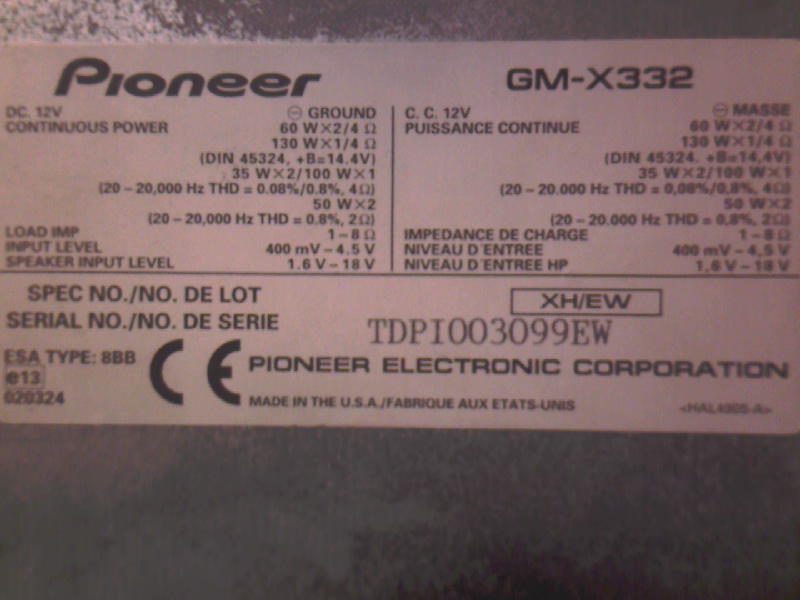 Pioneer
GM-X332
DC. 12V ⊖ GROUND
CONTINUOUS POWER 60 W×2/4 Ω
130 W×1/4 Ω
(DIN 45324, +B=14.4V)
35 W×2/100 W×1
(20–20,000 Hz THD = 0.08%/0.8%, 4Ω)
50 W×2
(20–20,000 Hz THD = 0.8%, 2Ω)
LOAD IMP 1–8 Ω
INPUT LEVEL 400 mV–4.5 V
SPEAKER INPUT LEVEL 1.6 V–18 V
C. C. 12V ⊖ MASSE
PUISSANCE CONTINUE 60 W×2/4 Ω
130 W×1/4 Ω
(DIN 45324, +B=14,4V)
35 W×2/100 W×1
(20–20.000 Hz THD = 0,08%/0,8%, 4Ω)
50 W×2
(20–20.000 Hz THD = 0,8%, 2Ω)
IMPEDANCE DE CHARGE 1–8 Ω
NIVEAU D'ENTREE 400 mV–4,5 V
NIVEAU D'ENTREE HP 1,6 V–18 V
SPEC NO./NO. DE LOT XH/EW
SERIAL NO./NO. DE SERIE TDPI003099EW
ESA TYPE: 8BB
e13
020324
CE
PIONEER ELECTRONIC CORPORATION
MADE IN THE U.S.A./FABRIQUE AUX ETATS-UNIS <HAL4905-A>